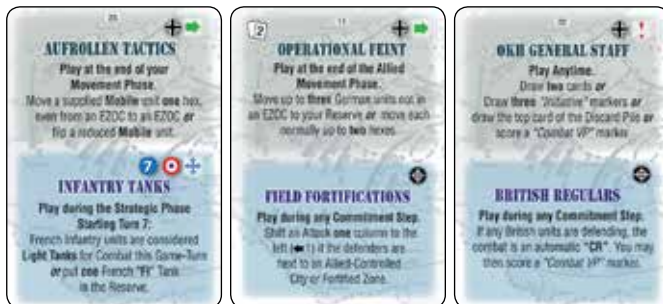 AUFROLLEN TACTICS
Play at the end of your
Movement Phase.
Move a supplied Mobile unit one hex,
even from an EZOC to an EZOC or
flip a reduced Mobile unit.
7
INFANTRY TANKS
Play during the Strategic Phase
Starting Turn 7:
French Infantry units are considered
Light Tanks for Combat this Game-Turn
or put one French "FI" Tank
in the Reserve.
2
OPERATIONAL FEINT
Play at the end of the Allied
Movement Phase.
Move up to three German units not in
an EZOC to your Reserve or move each
normally up to two hexes.
FIELD FORTIFICATIONS
Play during any Commitment Step.
Shift an Attack one column to the
left (⬅1) if the defenders are
next to an Allied-Controlled
City or Fortified Zone.
!
OKH GENERAL STAFF
Play Anytime.
Draw two cards or
Draw three "Initiative" markers or
draw the top card of the Discard Pile or
score a "Combat VP" marker.
BRITISH REGULARS
Play during any Commitment Step.
If any British units are defending, the
combat is an automatic "CR". You may
then score a "Combat VP" marker.